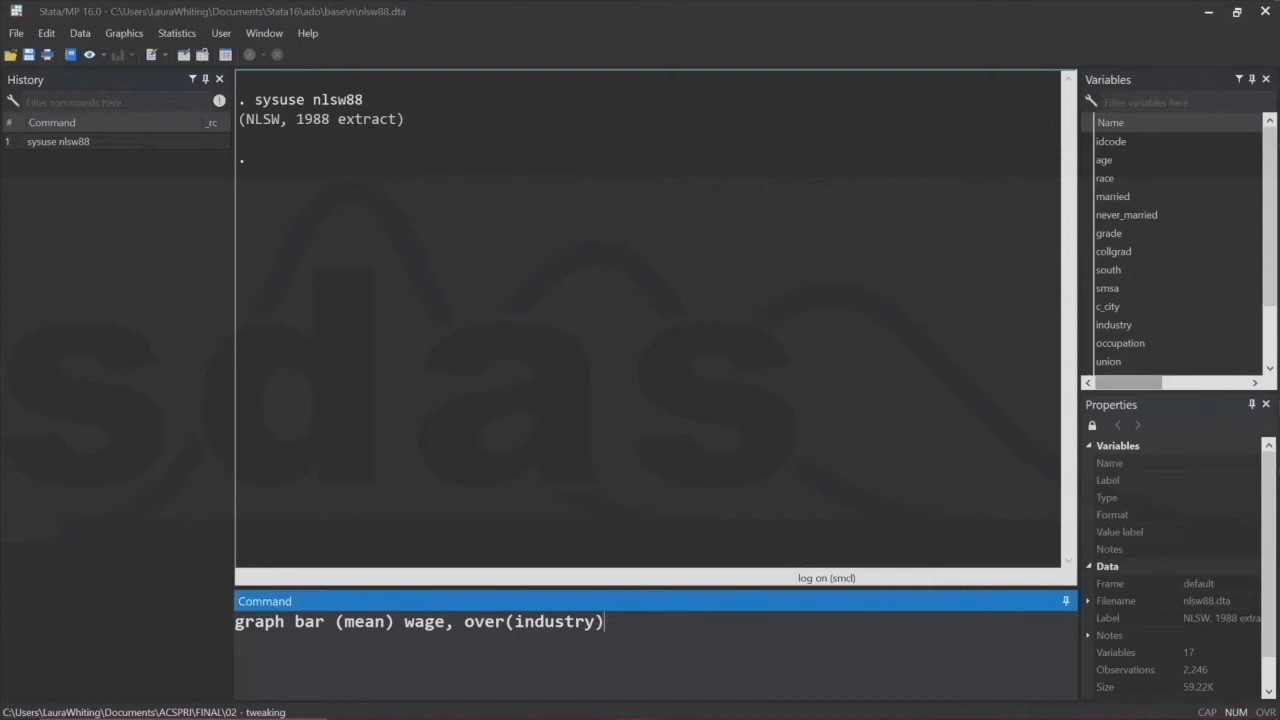 Stata/MP 16.0 - C:\Users\LauraWhiting\Documents\Stata16\ado\base\n\nlsw88.dta
File Edit Data Graphics Statistics User Window Help
History
Filter commands here...
# Command _rc
1 sysuse nlsw88
. sysuse nlsw88
(NLSW, 1988 extract)
.
sdas
log on (smcl)
Command
graph bar (mean) wage, over(industry)
Variables
Filter variables here
Name
idcode
age
race
married
never_married
grade
collgrad
south
smsa
c_city
industry
occupation
union
Properties
Variables
Name
Label
Type
Format
Value label
Notes
Data
Frame default
Filename nlsw88.dta
Label NLSW, 1988 extra
Notes
Variables 17
Observations 2,246
Size 59.22K
C:\Users\LauraWhiting\Documents\ACSPRI\FINAL\02 - tweaking
CAP NUM OVR